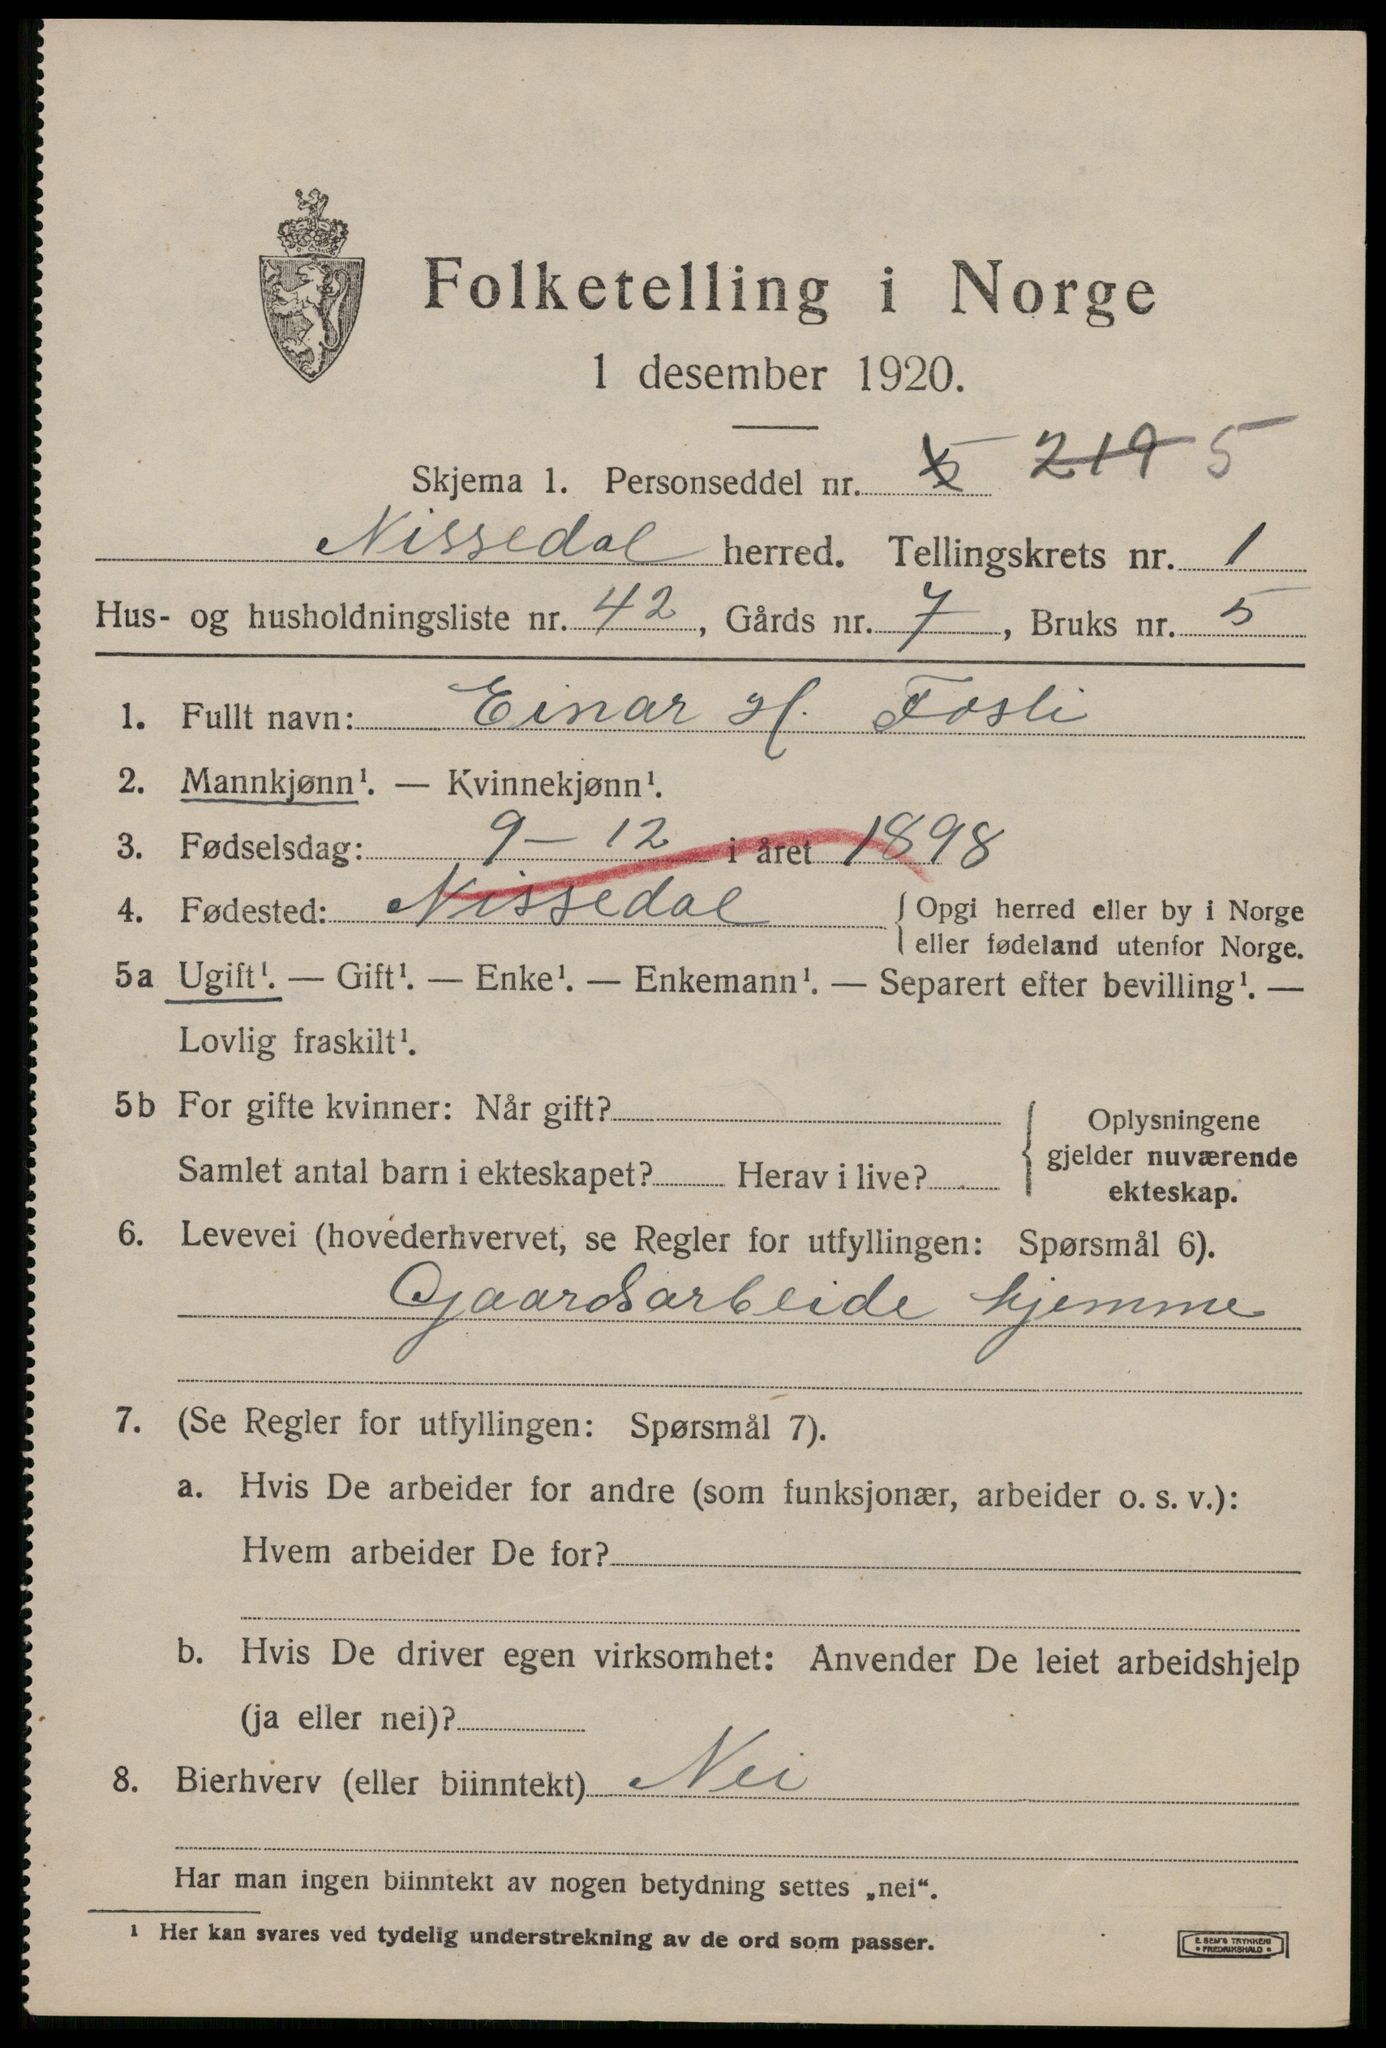 Folketelling i Norge
1 desember 1920.
Skjema 1. Personseddel nr. 5 219 5
Nissedal herred. Tellingskrets nr. 1
Hus- og husholdningsliste nr. 42, Gårds nr. 7, Bruks nr. 5
1. Fullt navn: Einar H. Fosli
2. Mannkjønn¹. — Kvinnekjønn¹.
3. Fødselsdag: 9-12 i året 1898
4. Fødested: Nissedal { Opgi herred eller by i Norge
eller fødeland utenfor Norge.
5a Ugift¹. — Gift¹. — Enke¹. — Enkemann¹. — Separert efter bevilling¹. —
Lovlig fraskilt¹.
5b For gifte kvinner: Når gift?
Samlet antal barn i ekteskapet? Herav i live?
{ Oplysningene
gjelder nuværende
ekteskap.
6. Levevei (hovederhvervet, se Regler for utfyllingen: Spørsmål 6).
Gaardsarbeide hjemme
7. (Se Regler for utfyllingen: Spørsmål 7).
a. Hvis De arbeider for andre (som funksjonær, arbeider o. s. v.):
Hvem arbeider De for?
b. Hvis De driver egen virksomhet: Anvender De leiet arbeidshjelp
(ja eller nei)?
8. Bierhverv (eller biinntekt) Nei
Har man ingen biinntekt av nogen betydning settes „nei“.
¹ Her kan svares ved tydelig understrekning av de ord som passer.
E. SEM'S TRYKKERI
FREDRIKSHALD